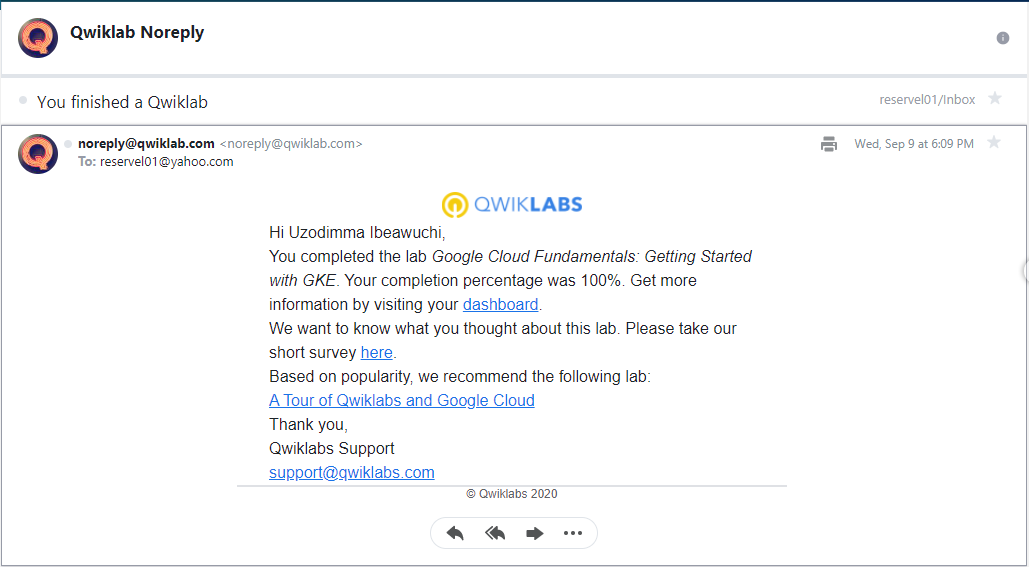 Qwiklab Noreply
You finished a Qwiklab
reservel01/Inbox
noreply@qwiklab.com <noreply@qwiklab.com>
Wed, Sep 9 at 6:09 PM
To: reservel01@yahoo.com
QWIKLABS
Hi Uzodimma Ibeawuchi,
You completed the lab Google Cloud Fundamentals: Getting Started
with GKE. Your completion percentage was 100%. Get more
information by visiting your dashboard.
We want to know what you thought about this lab. Please take our
short survey here.
Based on popularity, we recommend the following lab:
A Tour of Qwiklabs and Google Cloud
Thank you,
Qwiklabs Support
support@qwiklabs.com
© Qwiklabs 2020